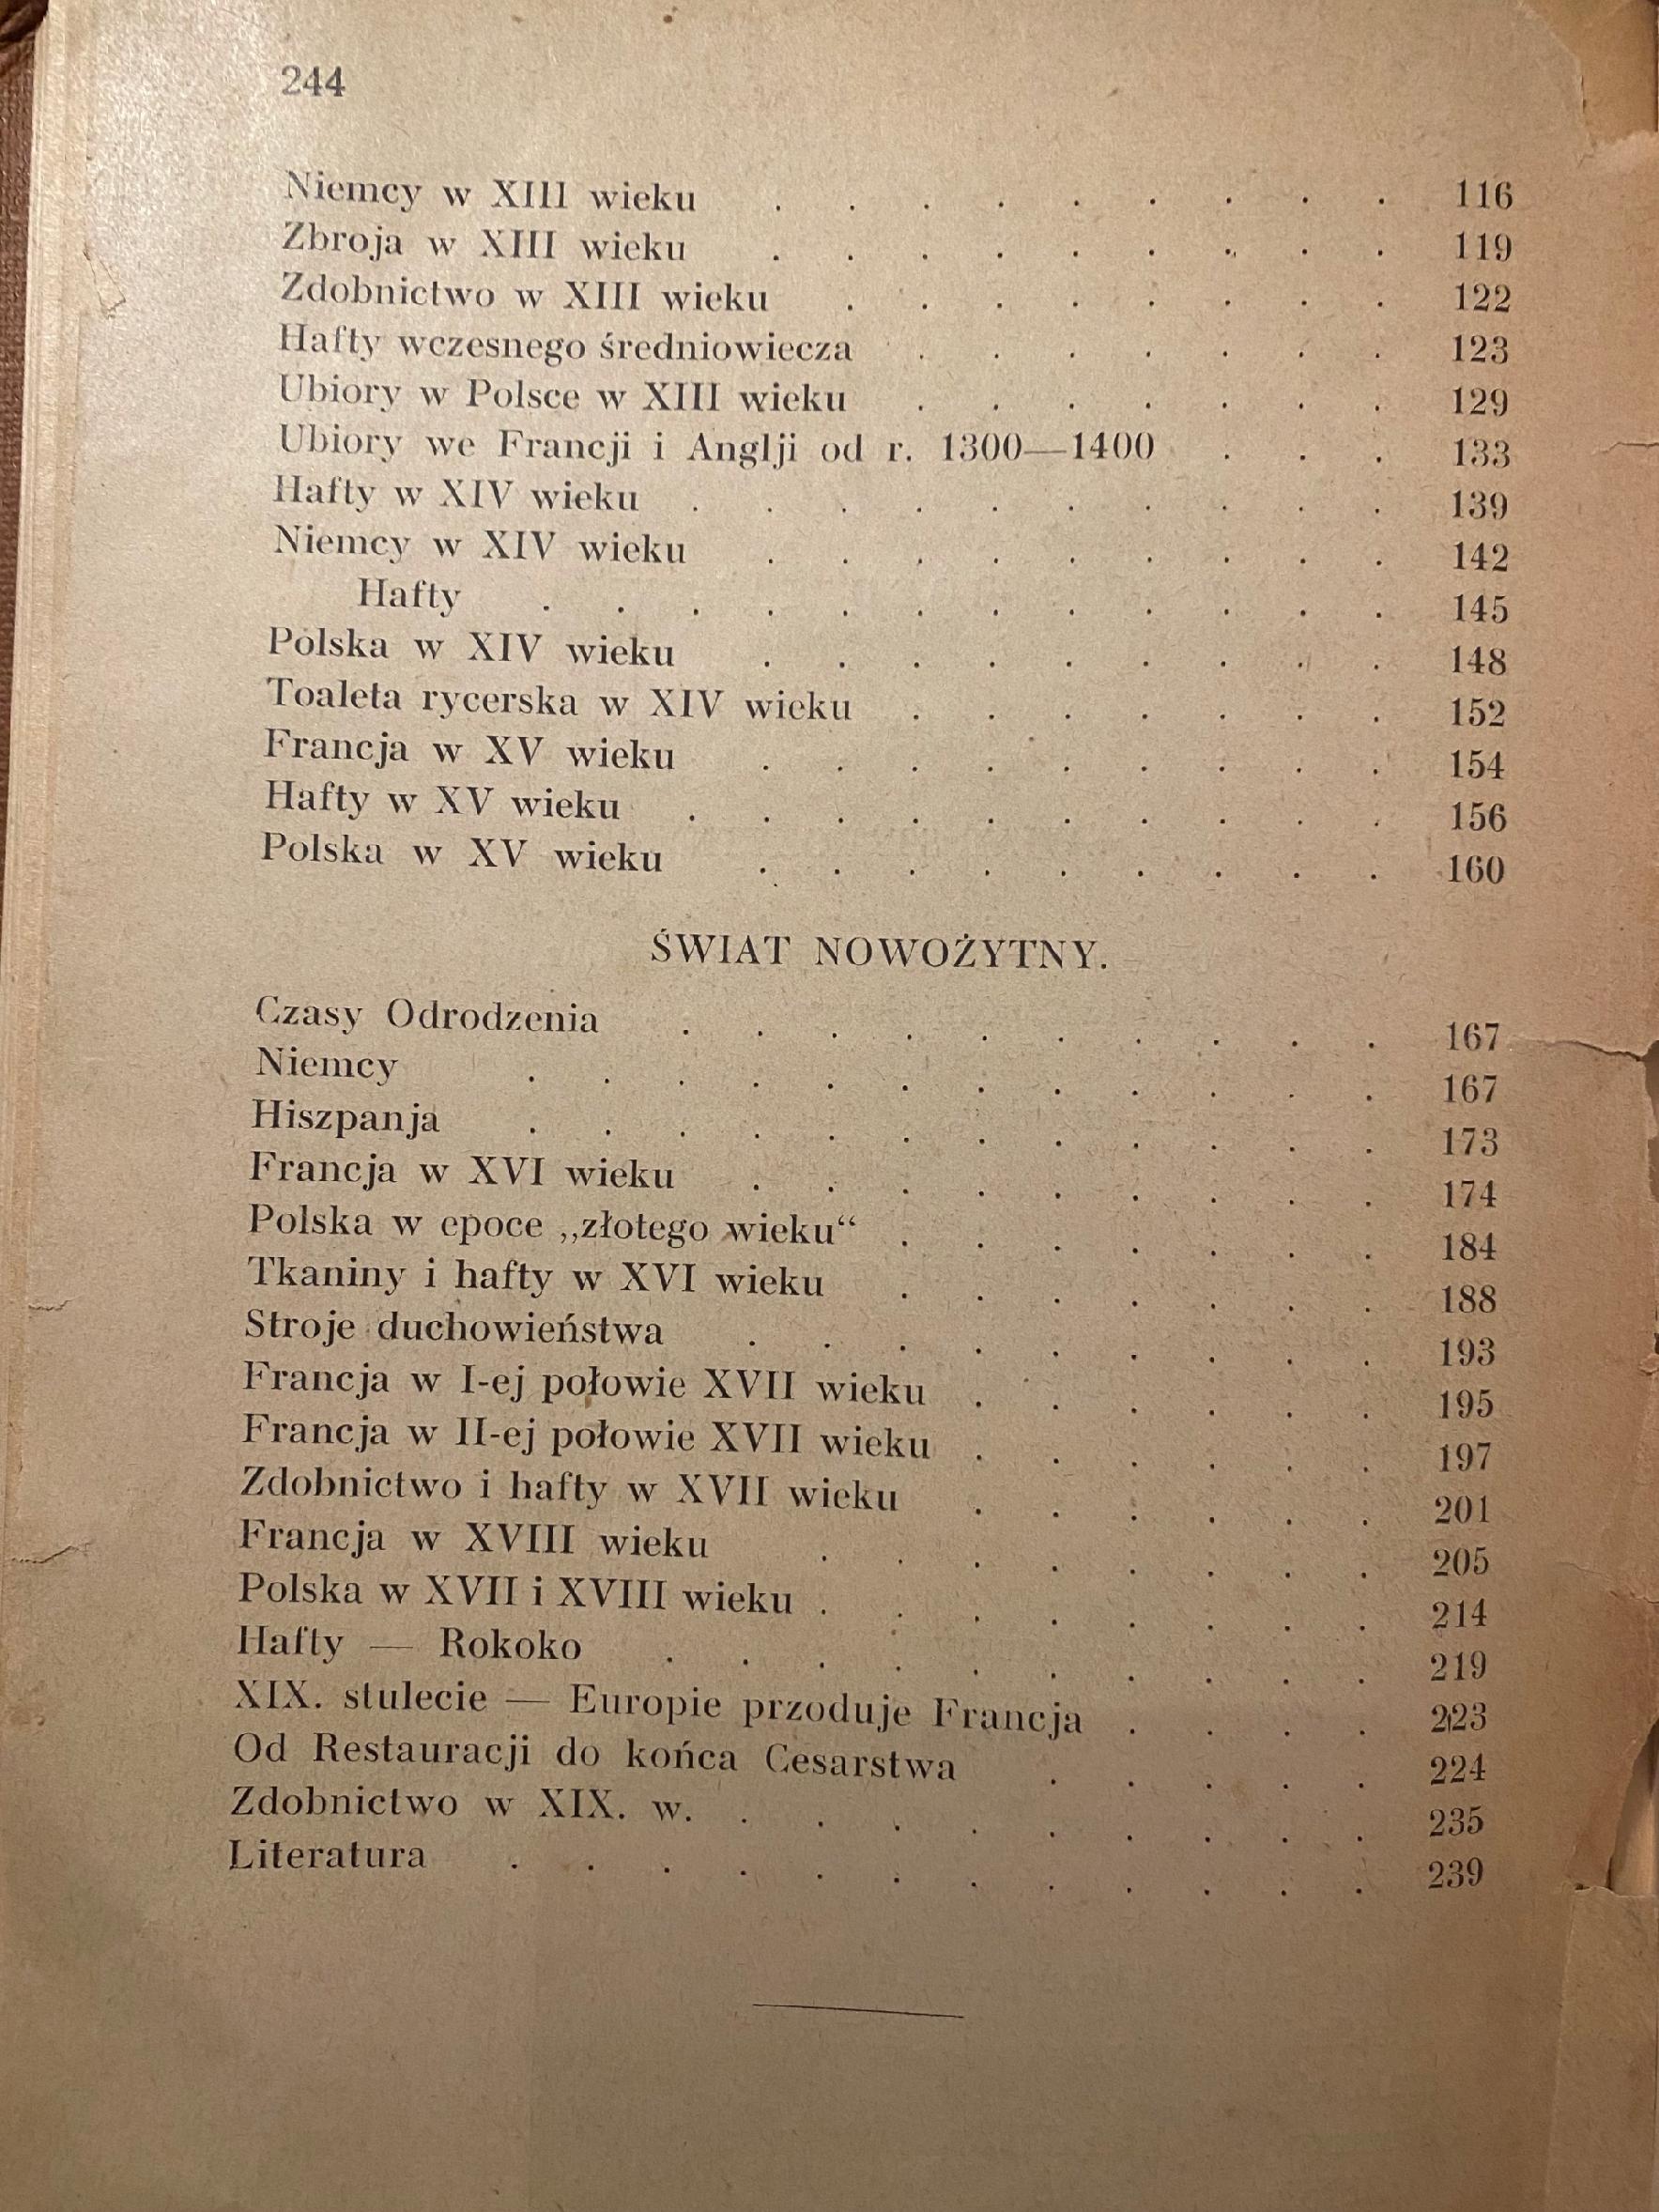 244
Niemcy w XIII wieku . . . . . . . . . 116
Zbroja w XIII wieku . . . . . . . . . 119
Zdobnictwo w XIII wieku . . . . . . . . 122
Hafty wczesnego średniowiecza . . . . . . . 123
Ubiory w Polsce w XIII wieku . . . . . . . 129
Ubiory we Francji i Anglji od r. 1300—1400 . . . 133
Hafty w XIV wieku . . . . . . . . . . 139
Niemcy w XIV wieku . . . . . . . . . 142
Hafty . . . . . . . . . . . . 145
Polska w XIV wieku . . . . . . . . . 148
Toaleta rycerska w XIV wieku . . . . . . . 152
Francja w XV wieku . . . . . . . . . 154
Hafty w XV wieku . . . . . . . . . . 156
Polska w XV wieku . . . . . . . . . 160
ŚWIAT NOWOŻYTNY.
Czasy Odrodzenia . . . . . . . . . . 167
Niemcy . . . . . . . . . . . . 167
Hiszpanja . . . . . . . . . . . . 173
Francja w XVI wieku . . . . . . . . . 174
Polska w epoce „złotego wieku“ . . . . . . . 184
Tkaniny i hafty w XVI wieku . . . . . . . 188
Stroje duchowieństwa . . . . . . . . . 193
Francja w I-ej połowie XVII wieku . . . . . . 195
Francja w II-ej połowie XVII wieku . . . . . . 197
Zdobnictwo i hafty w XVII wieku . . . . . . 201
Francja w XVIII wieku . . . . . . . . 205
Polska w XVII i XVIII wieku . . . . . . . . 214
Hafty — Rokoko . . . . . . . . . . 219
XIX. stulecie — Europie przoduje Francja . . . . 223
Od Restauracji do końca Cesarstwa . . . . . 224
Zdobnictwo w XIX. w. . . . . . . . . . 235
Literatura . . . . . . . . . . . . 239